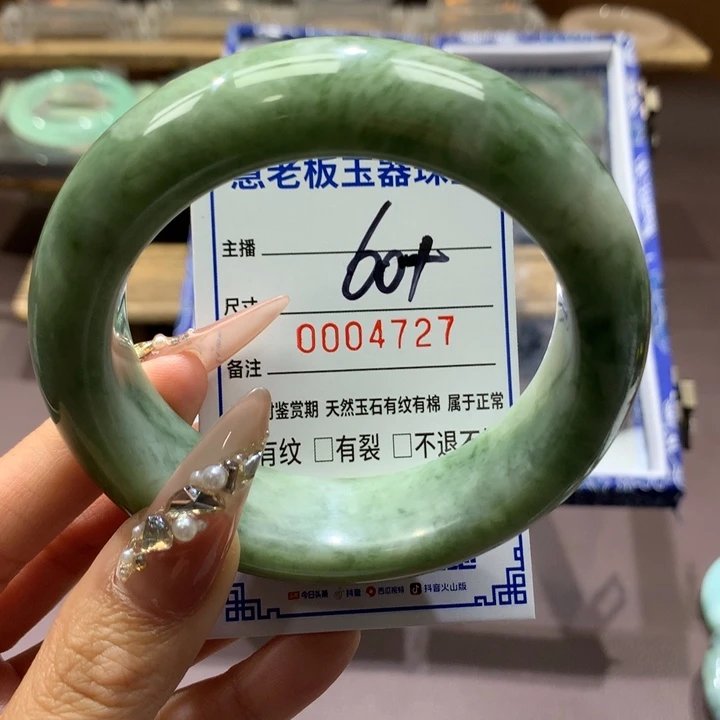 老板玉器珠
主播
60+
尺寸
0004727
备注
鉴赏期 天然玉石有纹有棉 属于正常
有纹 □有裂 □不退不
今日头条 抖音 西瓜视频 抖音火山版